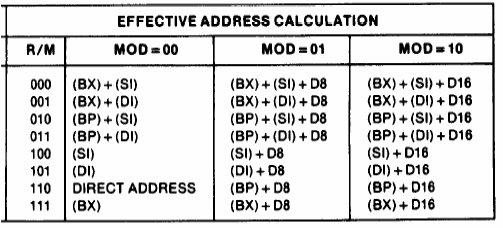 EFFECTIVE ADDRESS CALCULATION
R/M MOD=00 MOD=01 MOD=10
000 (BX)+(SI) (BX)+(SI)+D8 (BX)+(SI)+D16
001 (BX)+(DI) (BX)+(DI)+D8 (BX)+(DI)+D16
010 (BP)+(SI) (BP)+(SI)+D8 (BP)+(SI)+D16
011 (BP)+(DI) (BP)+(DI)+D8 (BP)+(DI)+D16
100 (SI) (SI)+D8 (SI)+D16
101 (DI) (DI)+D8 (DI)+D16
110 DIRECT ADDRESS (BP)+D8 (BP)+D16
111 (BX) (BX)+D8 (BX)+D16